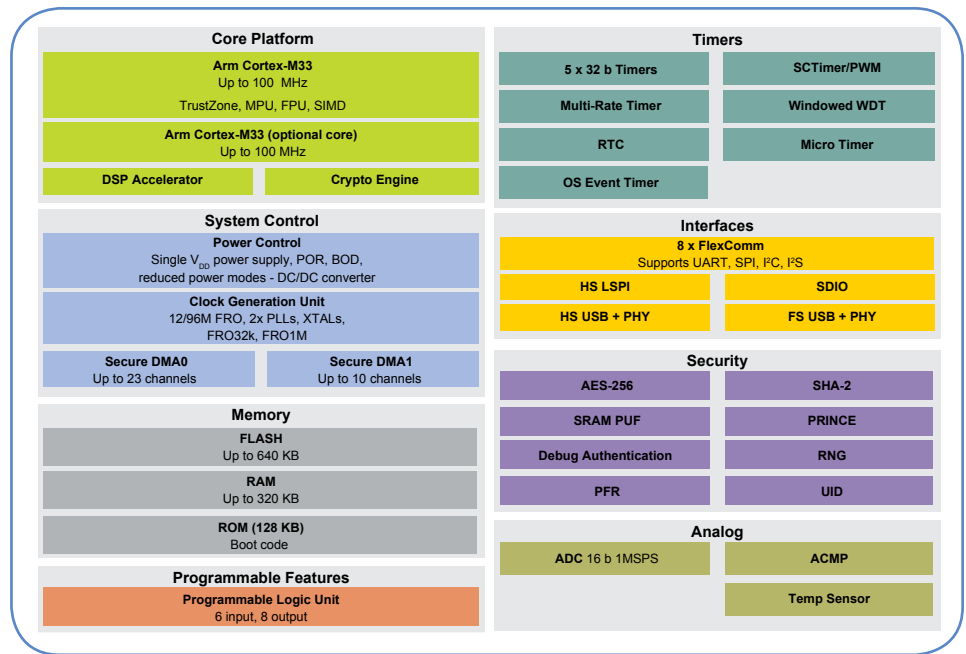 Core Platform
Arm Cortex-M33
Up to 100 MHz
TrustZone, MPU, FPU, SIMD
Arm Cortex-M33 (optional core)
Up to 100 MHz
DSP Accelerator
Crypto Engine
System Control
Power Control
Single VDD power supply, POR, BOD,
reduced power modes - DC/DC converter
Clock Generation Unit
12/96M FRO, 2x PLLs, XTALs,
FRO32k, FRO1M
Secure DMA0
Up to 23 channels
Secure DMA1
Up to 10 channels
Memory
FLASH
Up to 640 KB
RAM
Up to 320 KB
ROM (128 KB)
Boot code
Programmable Features
Programmable Logic Unit
6 input, 8 output
Timers
5 x 32 b Timers
SCTimer/PWM
Multi-Rate Timer
Windowed WDT
RTC
Micro Timer
OS Event Timer
Interfaces
8 x FlexComm
Supports UART, SPI, I²C, I²S
HS LSPI
SDIO
HS USB + PHY
FS USB + PHY
Security
AES-256
SHA-2
SRAM PUF
PRINCE
Debug Authentication
RNG
PFR
UID
Analog
ADC 16 b 1MSPS
ACMP
Temp Sensor